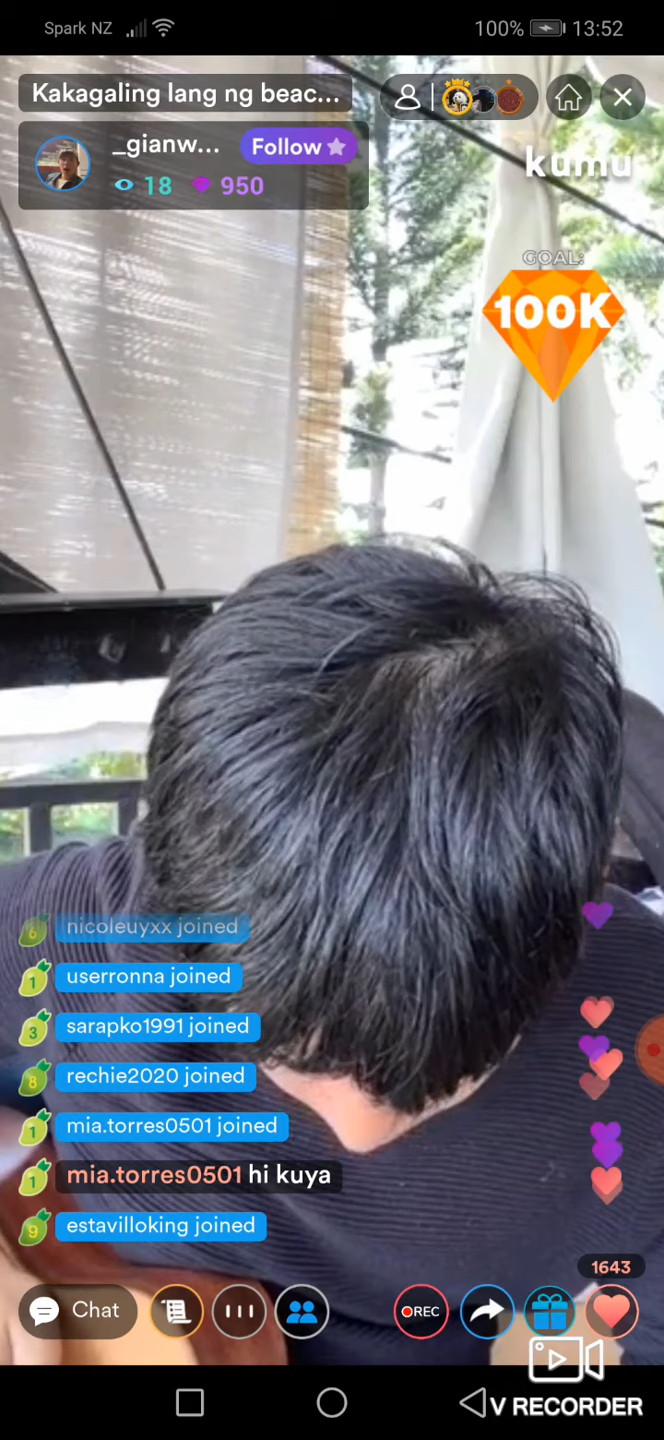 Spark NZ
100%
13:52
Kakagaling lang ng beac...
_gianw...
Follow
18
950
kumu
GOAL:
100K
6 nicoleuyxx joined
1 userronna joined
3 sarapko1991 joined
8 rechie2020 joined
1 mia.torres0501 joined
1 mia.torres0501 hi kuya
9 estavilloking joined
1643
Chat
REC
V RECORDER